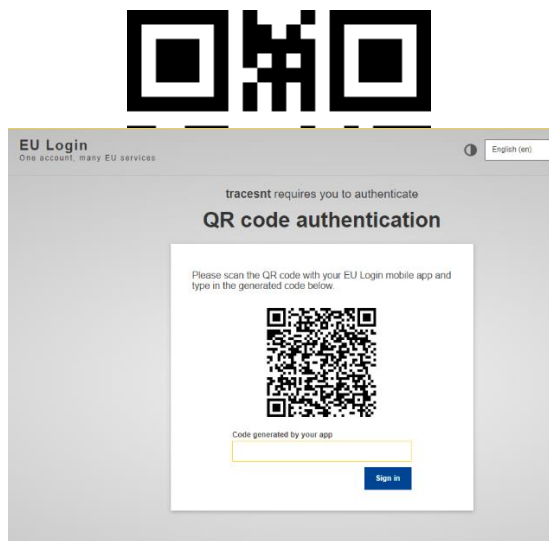 EU Login
One account, many EU services
English (en)
tracesnt requires you to authenticate
QR code authentication
Please scan the QR code with your EU Login mobile app and
type in the generated code below.
Code generated by your app
Sign in